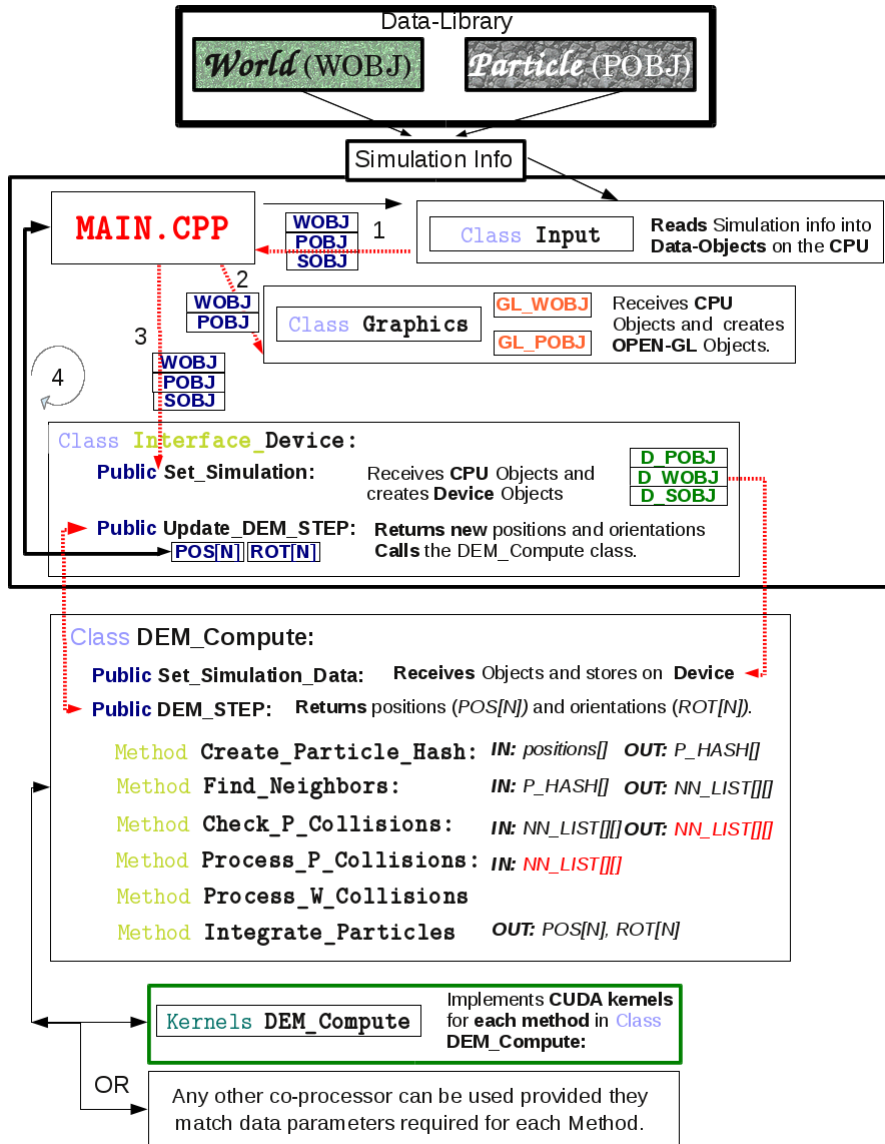 Data-Library
World (WOBJ)
Particle (POBJ)
Simulation Info
MAIN.CPP
WOBJ
POBJ
SOBJ
1
Class Input
Reads Simulation info into
Data-Objects on the CPU
2
WOBJ
POBJ
Class Graphics
GL_WOBJ
GL_POBJ
Receives CPU
Objects and creates
OPEN-GL Objects.
3
WOBJ
POBJ
SOBJ
4
Class Interface_Device:
Public Set_Simulation:
Receives CPU Objects and
creates Device Objects
D_POBJ
D_WOBJ
D_SOBJ
Public Update_DEM_STEP:
POS[N] ROT[N]
Returns new positions and orientations
Calls the DEM_Compute class.
Class DEM_Compute:
Public Set_Simulation_Data: Receives Objects and stores on Device
Public DEM_STEP: Returns positions (POS[N]) and orientations (ROT[N]).
Method Create_Particle_Hash: IN: positions[] OUT: P_HASH[]
Method Find_Neighbors: IN: P_HASH[] OUT: NN_LIST[][]
Method Check_P_Collisions: IN: NN_LIST[][] OUT: NN_LIST[][]
Method Process_P_Collisions: IN: NN_LIST[][]
Method Process_W_Collisions
Method Integrate_Particles OUT: POS[N], ROT[N]
Kernels DEM_Compute
Implements CUDA kernels
for each method in Class
DEM_Compute:
OR
Any other co-processor can be used provided they
match data parameters required for each Method.